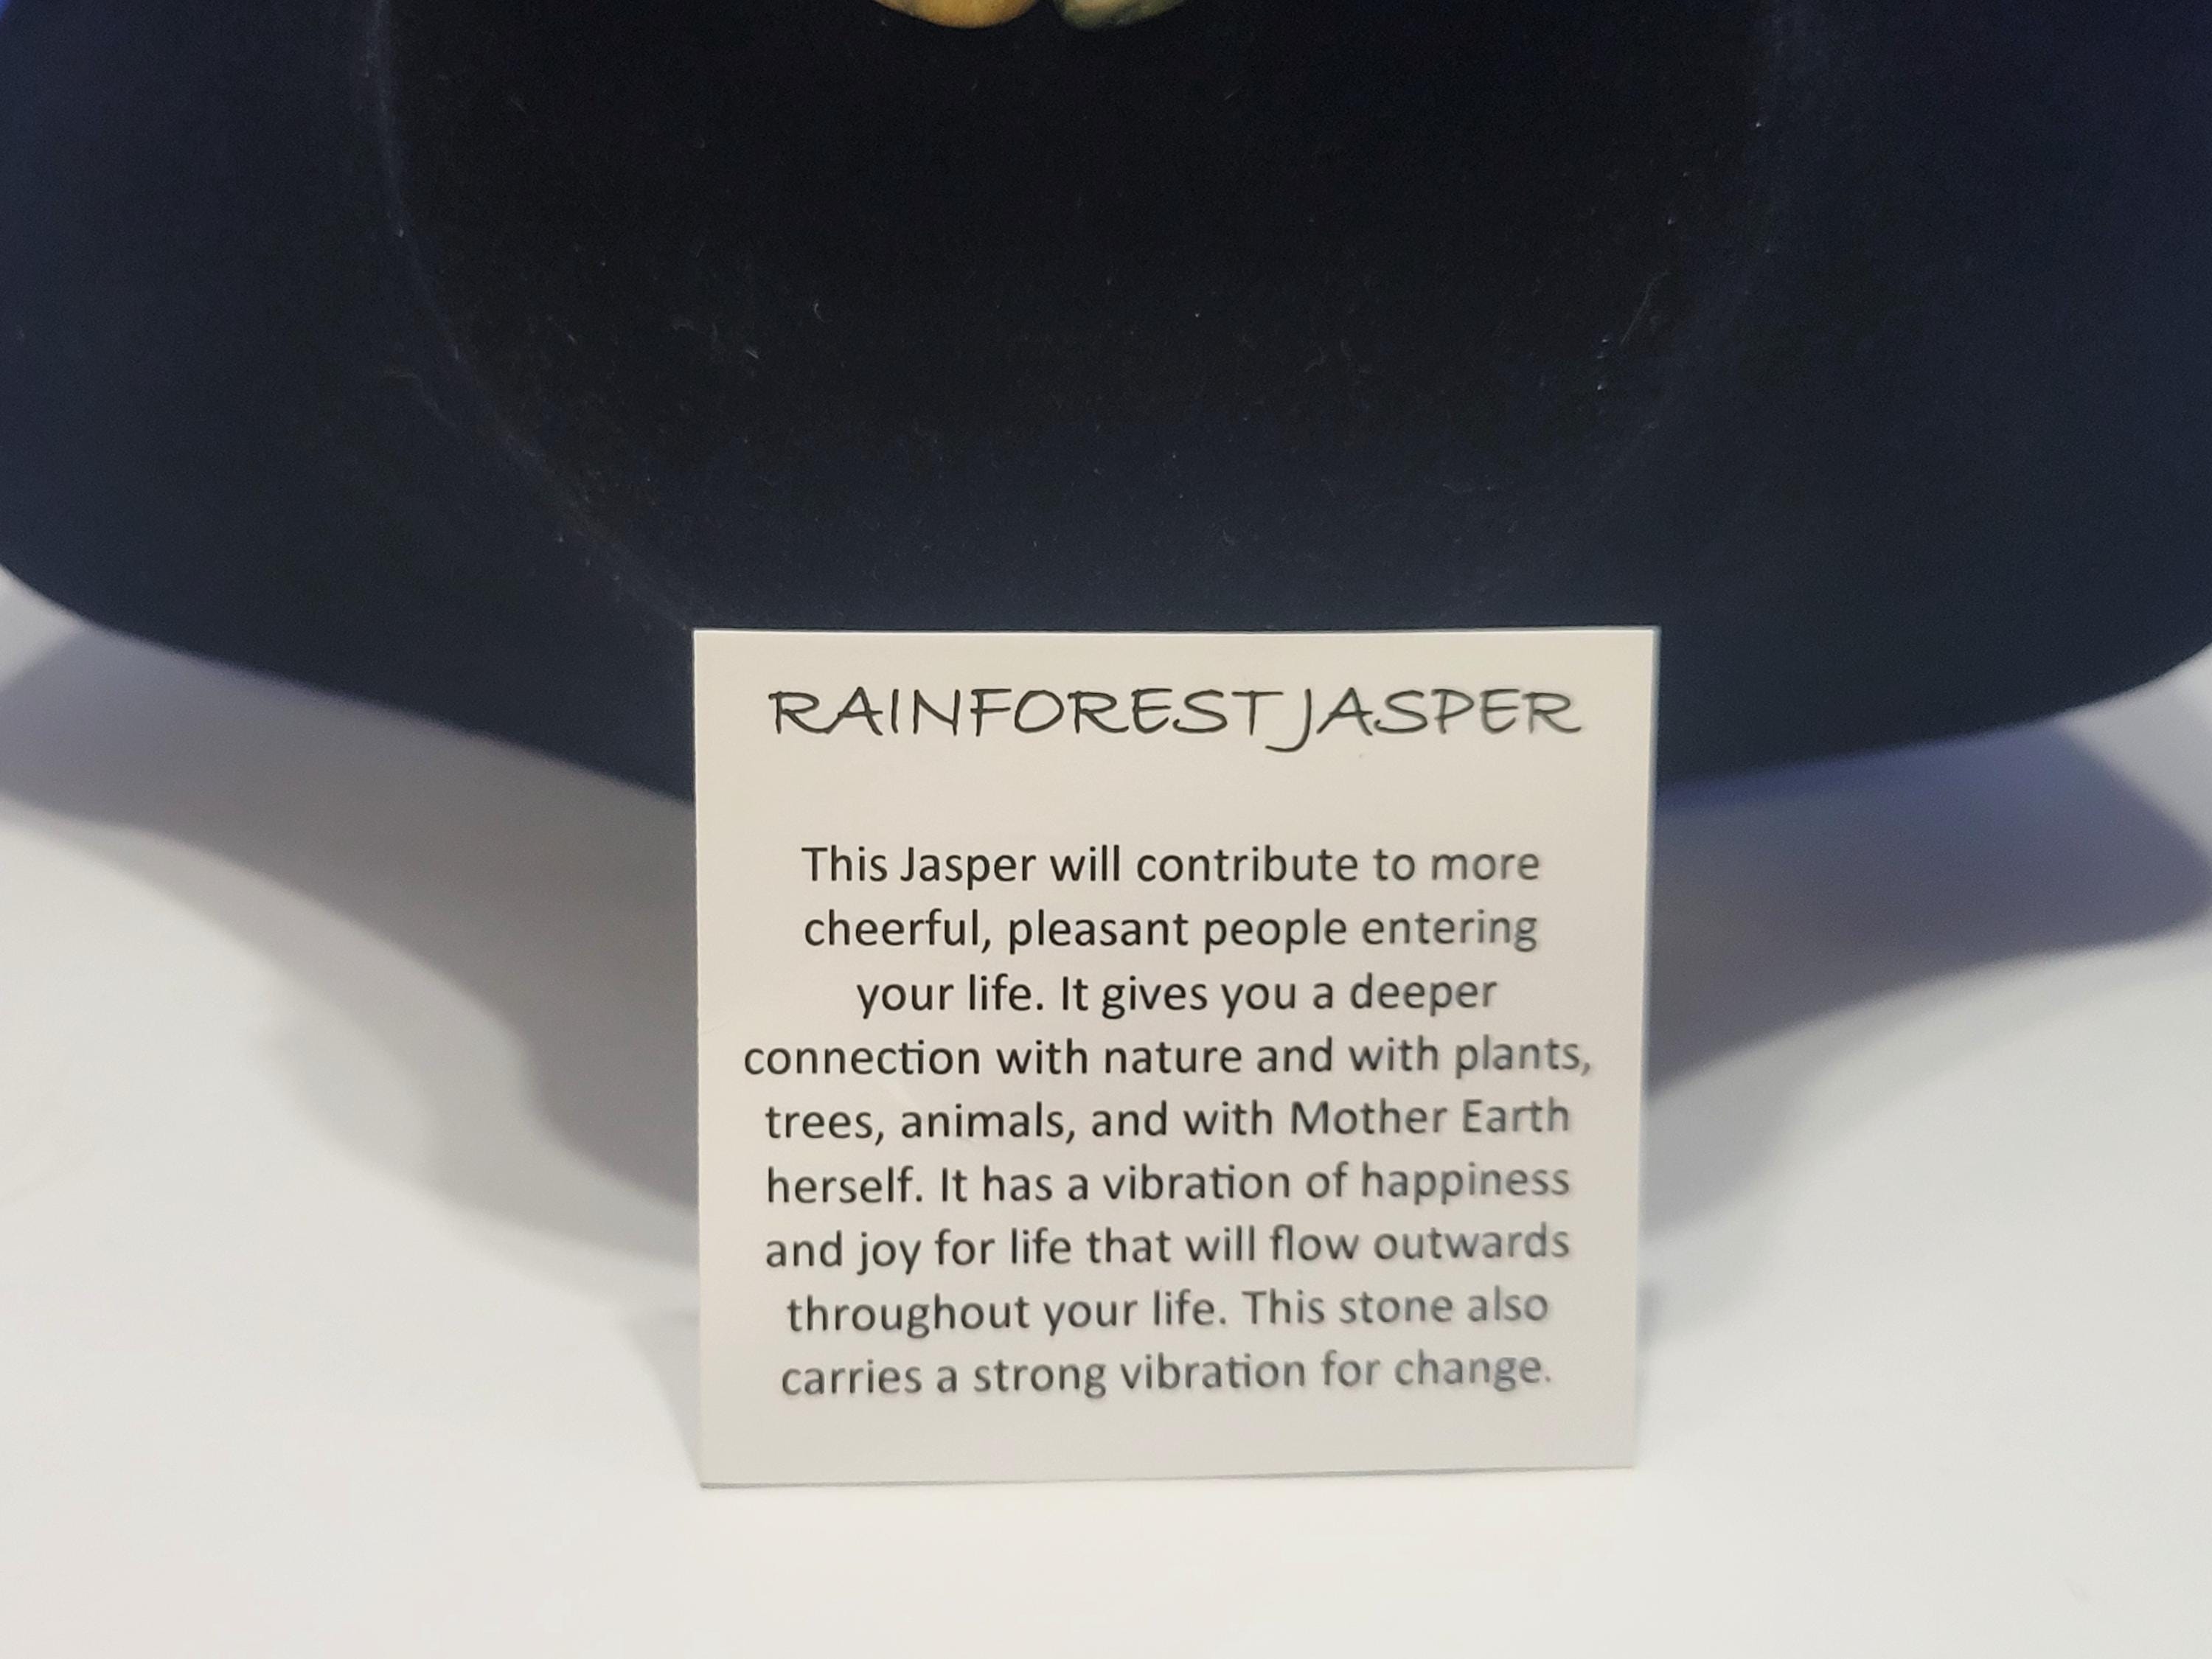 RAINFOREST JASPER
This Jasper will contribute to more
cheerful, pleasant people entering
your life. It gives you a deeper
connection with nature and with plants,
trees, animals, and with Mother Earth
herself. It has a vibration of happiness
and joy for life that will flow outwards
throughout your life. This stone also
carries a strong vibration for change.